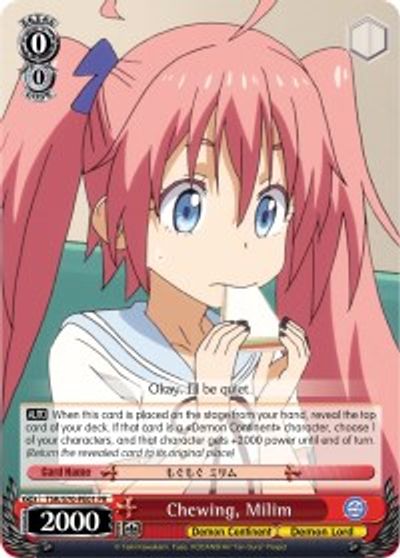 0
0
Okay. I'll be quiet.
AUTO When this card is placed on the stage from your hand, reveal the top
card of your deck. If that card is a «Demon Continent» character, choose 1
of your characters, and that character gets +2000 power until end of turn.
(Return the revealed card to its original place)
Card Name もぐもぐ ミリム
2000
Chewing, Milim
Demon Continent Demon Lord